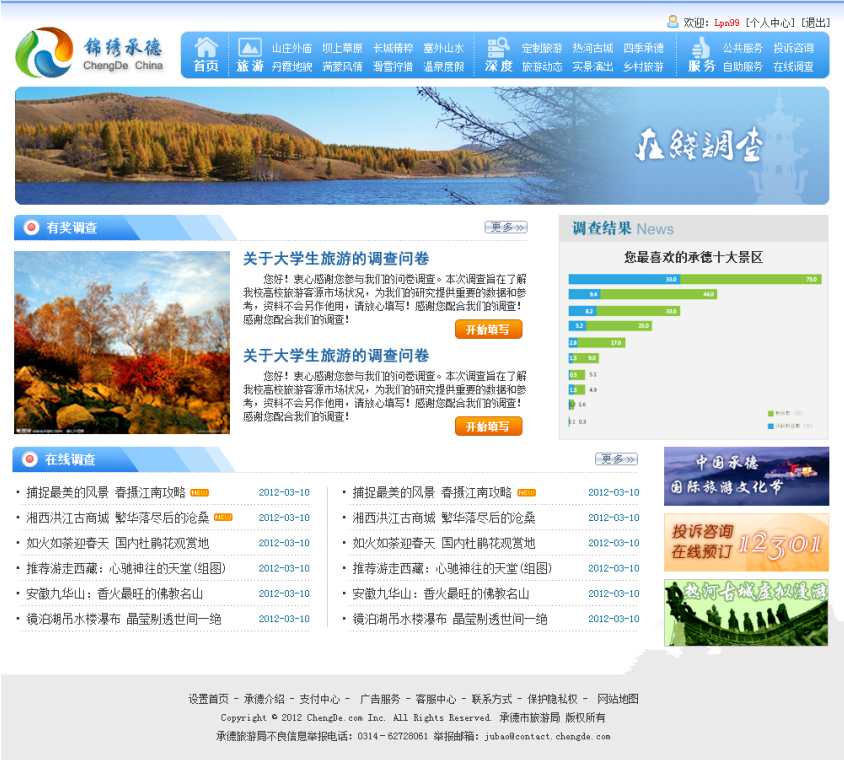 欢迎：Lpn99 [个人中心] [退出]
锦绣承德
ChengDe China
首页
旅游
山庄外庙 坝上草原 长城精粹 塞外山水
丹霞地貌 满蒙风情 滑雪狩猎 温泉度假
深度
定制旅游 热河古城 四季承德
旅游动态 实景演出 乡村旅游
服务
公共服务 投诉咨询
自助服务 在线调查
在綫調查
有奖调查
更多 >>
关于大学生旅游的调查问卷
您好！衷心感谢您参与我们的问卷调查。本次调查旨在了解
我校高校旅游客源市场状况，为我们的研究提供重要的数据和参
考，资料不会另作他用，请放心填写！感谢您配合我们的调查！
感谢您配合我们的调查！
开始填写
关于大学生旅游的调查问卷
您好！衷心感谢您参与我们的问卷调查。本次调查旨在了解
我校高校旅游客源市场状况，为我们的研究提供重要的数据和参
考，资料不会另作他用，请放心填写！感谢您配合我们的调查！
感谢您配合我们的调查！
开始填写
调查结果 News
您最喜欢的承德十大景区
33.0 75.0
9.4 44.0
8.2 33.0
5.2 25.0
2.8 17.0
1.3 9.0
0.5 5.1
1.3 4.9
1.6
0.1 0.3
在线调查
更多 >>
· 捕捉最美的风景 春摄江南攻略 NEW 2012-03-10
· 湘西洪江古商城 繁华落尽后的沧桑 NEW 2012-03-10
· 如火如荼迎春天 国内杜鹃花观赏地 2012-03-10
· 推荐游走西藏：心驰神往的天堂(组图) 2012-03-10
· 安徽九华山：香火最旺的佛教名山 2012-03-10
· 镜泊湖吊水楼瀑布 晶莹剔透世间一绝 2012-03-10
· 捕捉最美的风景 春摄江南攻略 NEW 2012-03-10
· 湘西洪江古商城 繁华落尽后的沧桑 2012-03-10
· 如火如荼迎春天 国内杜鹃花观赏地 2012-03-10
· 推荐游走西藏：心驰神往的天堂(组图) 2012-03-10
· 安徽九华山：香火最旺的佛教名山 2012-03-10
· 镜泊湖吊水楼瀑布 晶莹剔透世间一绝 2012-03-10
中国承德
国际旅游文化节
投诉咨询
在线预订 12301
热河古城虚拟漫游
设置首页 - 承德介绍 - 支付中心 - 广告服务 - 客服中心 - 联系方式 - 保护隐私权 - 网站地图
Copyright © 2012 ChengDe.com Inc. All Rights Reserved. 承德市旅游局 版权所有
承德旅游局不良信息举报电话：0314-62728061 举报邮箱：jubao@contact.chengde.com